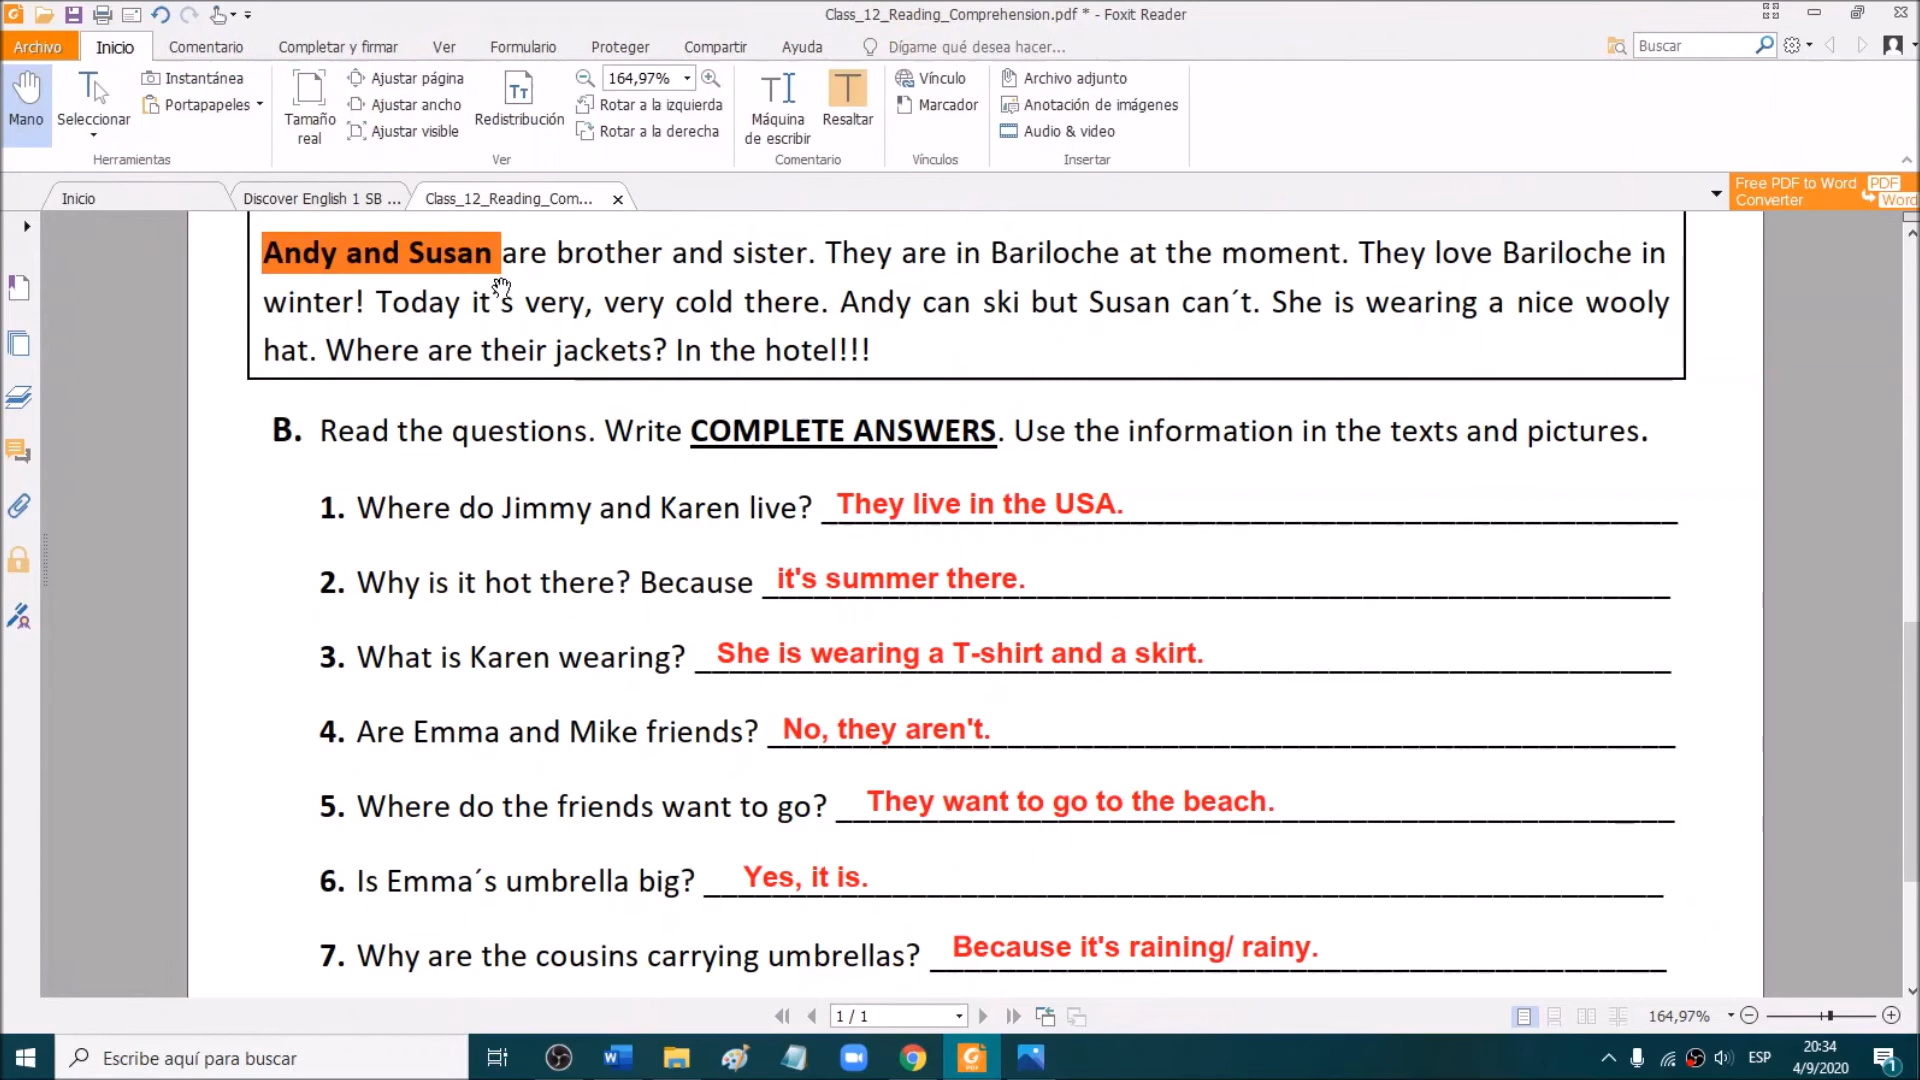 Class_12_Reading_Comprehension.pdf * - Foxit Reader
Archivo Inicio Comentario Completar y firmar Ver Formulario Proteger Compartir Ayuda Dígame qué desea hacer... Buscar
Mano
Seleccionar
Instantánea
Portapapeles
Herramientas
Tamaño real
Ajustar página
Ajustar ancho
Ajustar visible
Redistribución
164,97%
Rotar a la izquierda
Rotar a la derecha
Ver
Máquina de escribir
Resaltar
Comentario
Vínculo
Marcador
Vínculos
Archivo adjunto
Anotación de imágenes
Audio & video
Insertar
Inicio Discover English 1 SB ... Class_12_Reading_Com... Free PDF to Word Converter PDF Word
Andy and Susan are brother and sister. They are in Bariloche at the moment. They love Bariloche in
winter! Today it´s very, very cold there. Andy can ski but Susan can´t. She is wearing a nice wooly
hat. Where are their jackets? In the hotel!!!
B. Read the questions. Write COMPLETE ANSWERS. Use the information in the texts and pictures.
1. Where do Jimmy and Karen live? They live in the USA.
2. Why is it hot there? Because it's summer there.
3. What is Karen wearing? She is wearing a T-shirt and a skirt.
4. Are Emma and Mike friends? No, they aren't.
5. Where do the friends want to go? They want to go to the beach.
6. Is Emma´s umbrella big? Yes, it is.
7. Why are the cousins carrying umbrellas? Because it's raining/ rainy.
1 / 1 164,97%
Escribe aquí para buscar ESP 20:34
4/9/2020 1